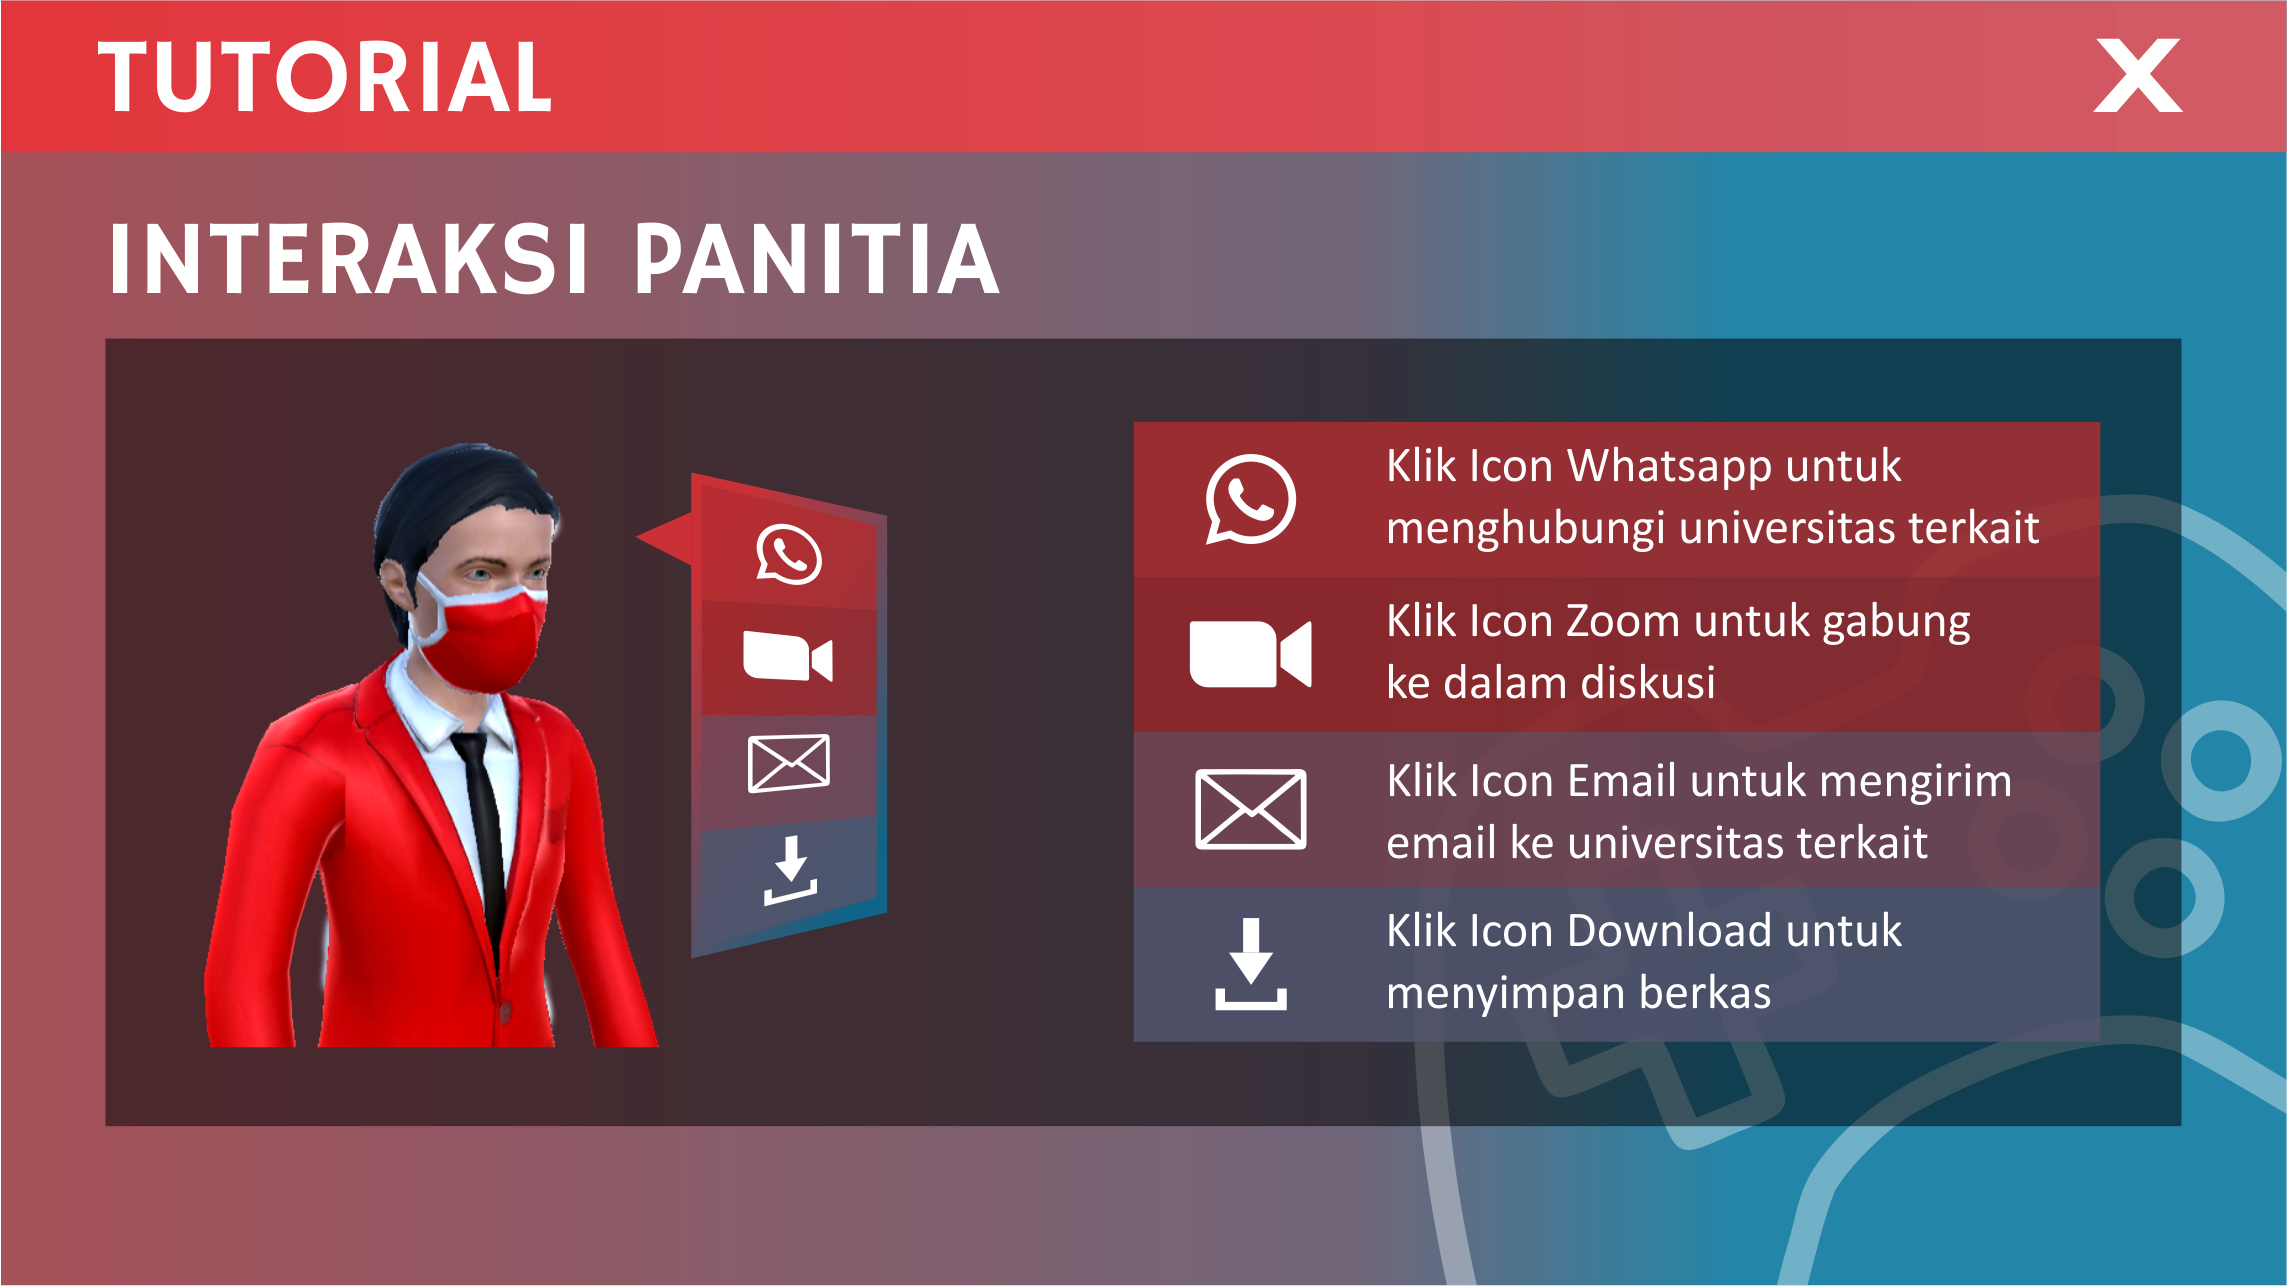 TUTORIAL
X
INTERAKSI PANITIA
Klik Icon Whatsapp untuk
menghubungi universitas terkait
Klik Icon Zoom untuk gabung
ke dalam diskusi
Klik Icon Email untuk mengirim
email ke universitas terkait
Klik Icon Download untuk
menyimpan berkas